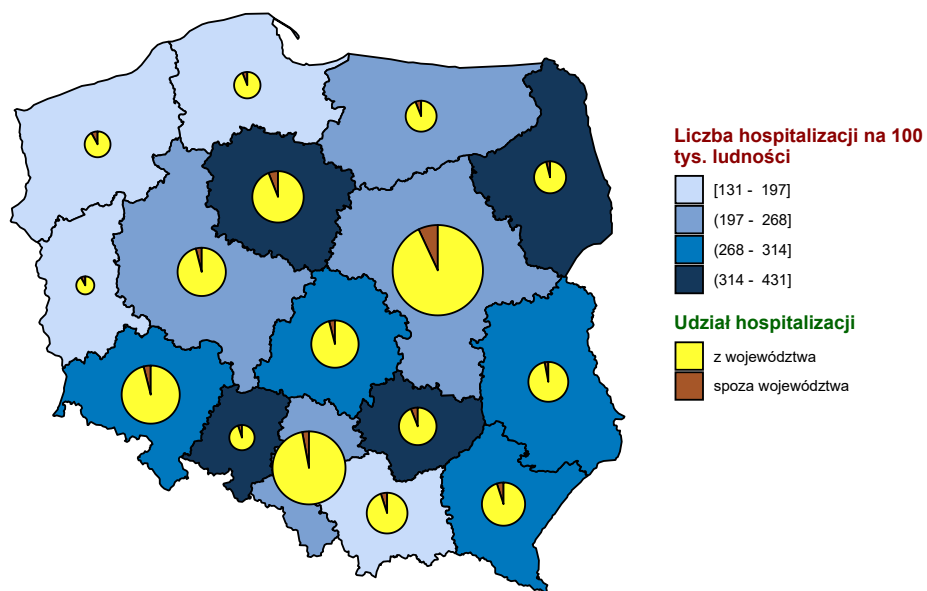 Liczba hospitalizacji na 100
tys. ludności
[131 - 197]
(197 - 268]
(268 - 314]
(314 - 431]
Udział hospitalizacji
z województwa
spoza województwa